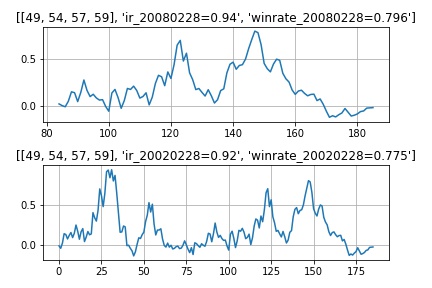 [[49, 54, 57, 59], 'ir_20080228=0.94', 'winrate_20080228=0.796']
0.5
0.0
80 100 120 140 160 180
[[49, 54, 57, 59], 'ir_20020228=0.92', 'winrate_20020228=0.775']
0.5
0.0
0 25 50 75 100 125 150 175